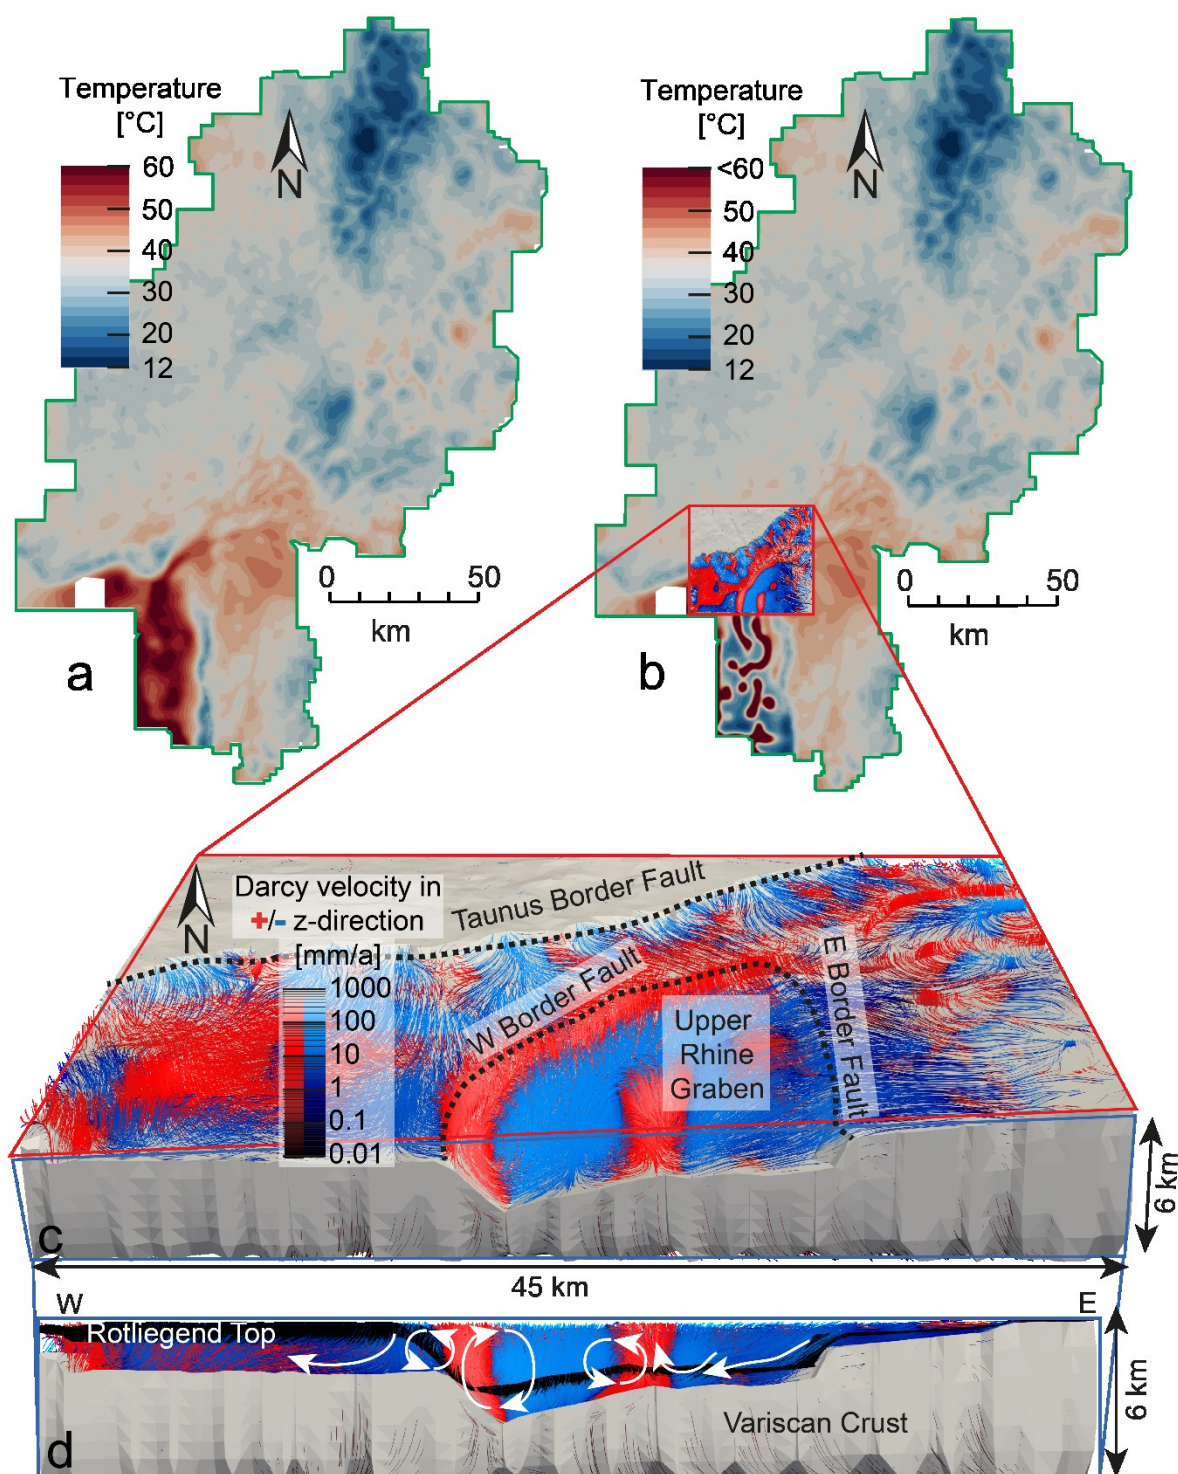 Temperature
[°C]
N
60
50
40
30
20
12
0
50
km
a
Temperature
[°C]
N
<60
50
40
30
20
12
0
50
km
b
N
Darcy velocity in
+/- z-direction
[mm/a]
1000
100
10
1
0.1
0.01
Taunus Border Fault
W Border Fault
E Border Fault
Upper
Rhine
Graben
6 km
c
45 km
W
E
Rotliegend Top
Variscan Crust
6 km
d